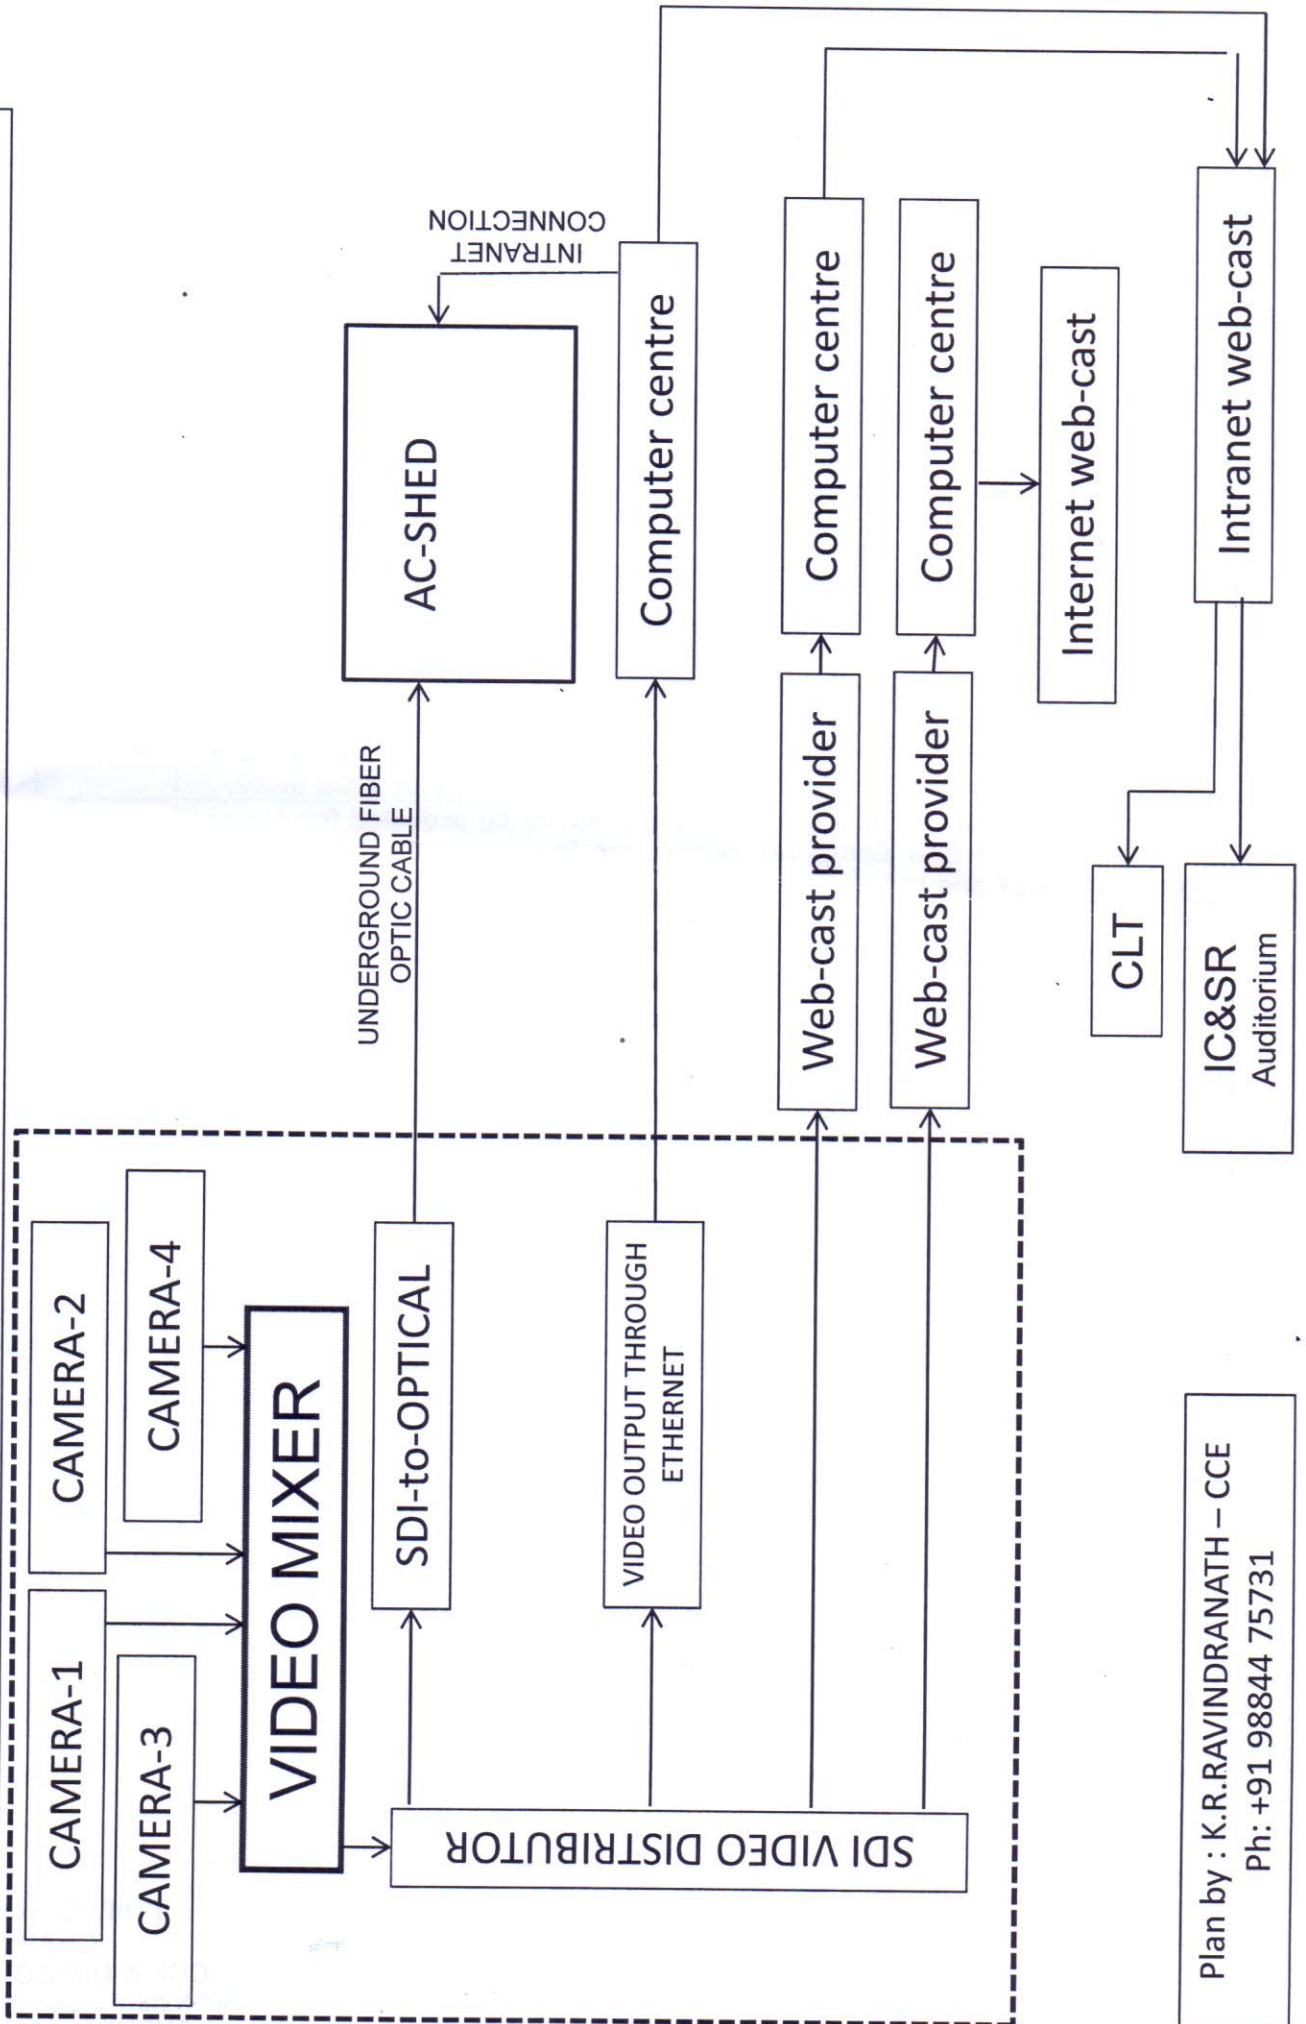 CAMERA-1
CAMERA-2
CAMERA-3
CAMERA-4
VIDEO MIXER
SDI VIDEO DISTRIBUTOR
SDI-to-OPTICAL
UNDERGROUND FIBER
OPTIC CABLE
AC-SHED
INTRANET
CONNECTION
VIDEO OUTPUT THROUGH
ETHERNET
Computer centre
Web-cast provider
Computer centre
Web-cast provider
Computer centre
Internet web-cast
CLT
IC&SR
Auditorium
Intranet web-cast
Plan by : K.R.RAVINDRANATH – CCE
Ph: +91 98844 75731